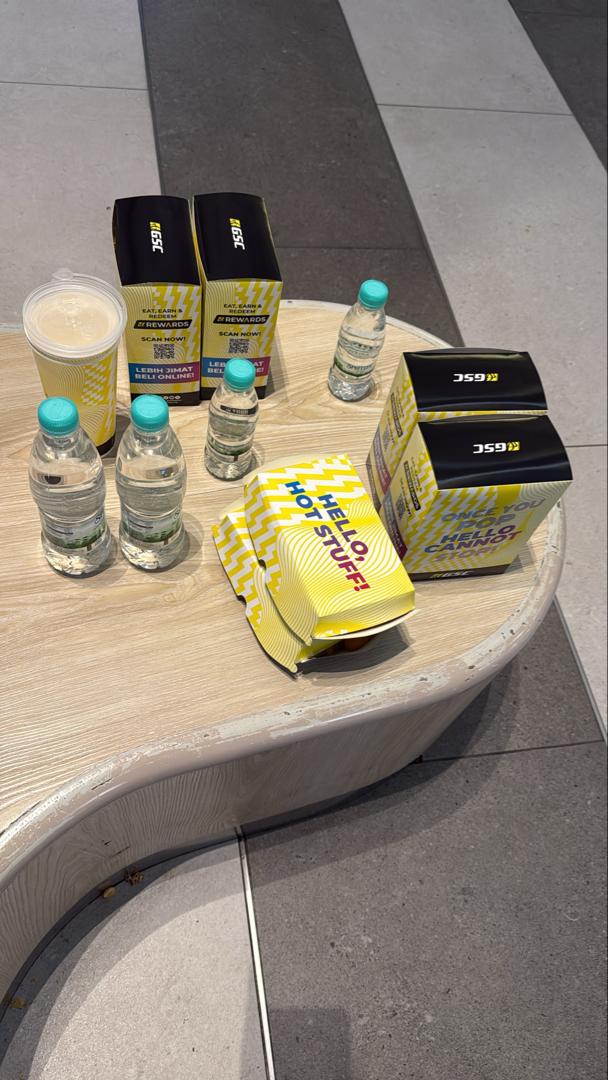 GSC
GSC
EAT, EARN &
REDEEM
REWARDS
SCAN NOW!
LEBIH JIMAT
BELI ONLINE!
EAT, EARN &
REDEEM
REWARDS
SCAN NOW!
LEBIH JIMAT
BELI ONLINE!
GSC
GSC
ONCE YOU
POP
HELLO,
CANNOT
STOP!
GSC
HELLO,
HOT STUFF!